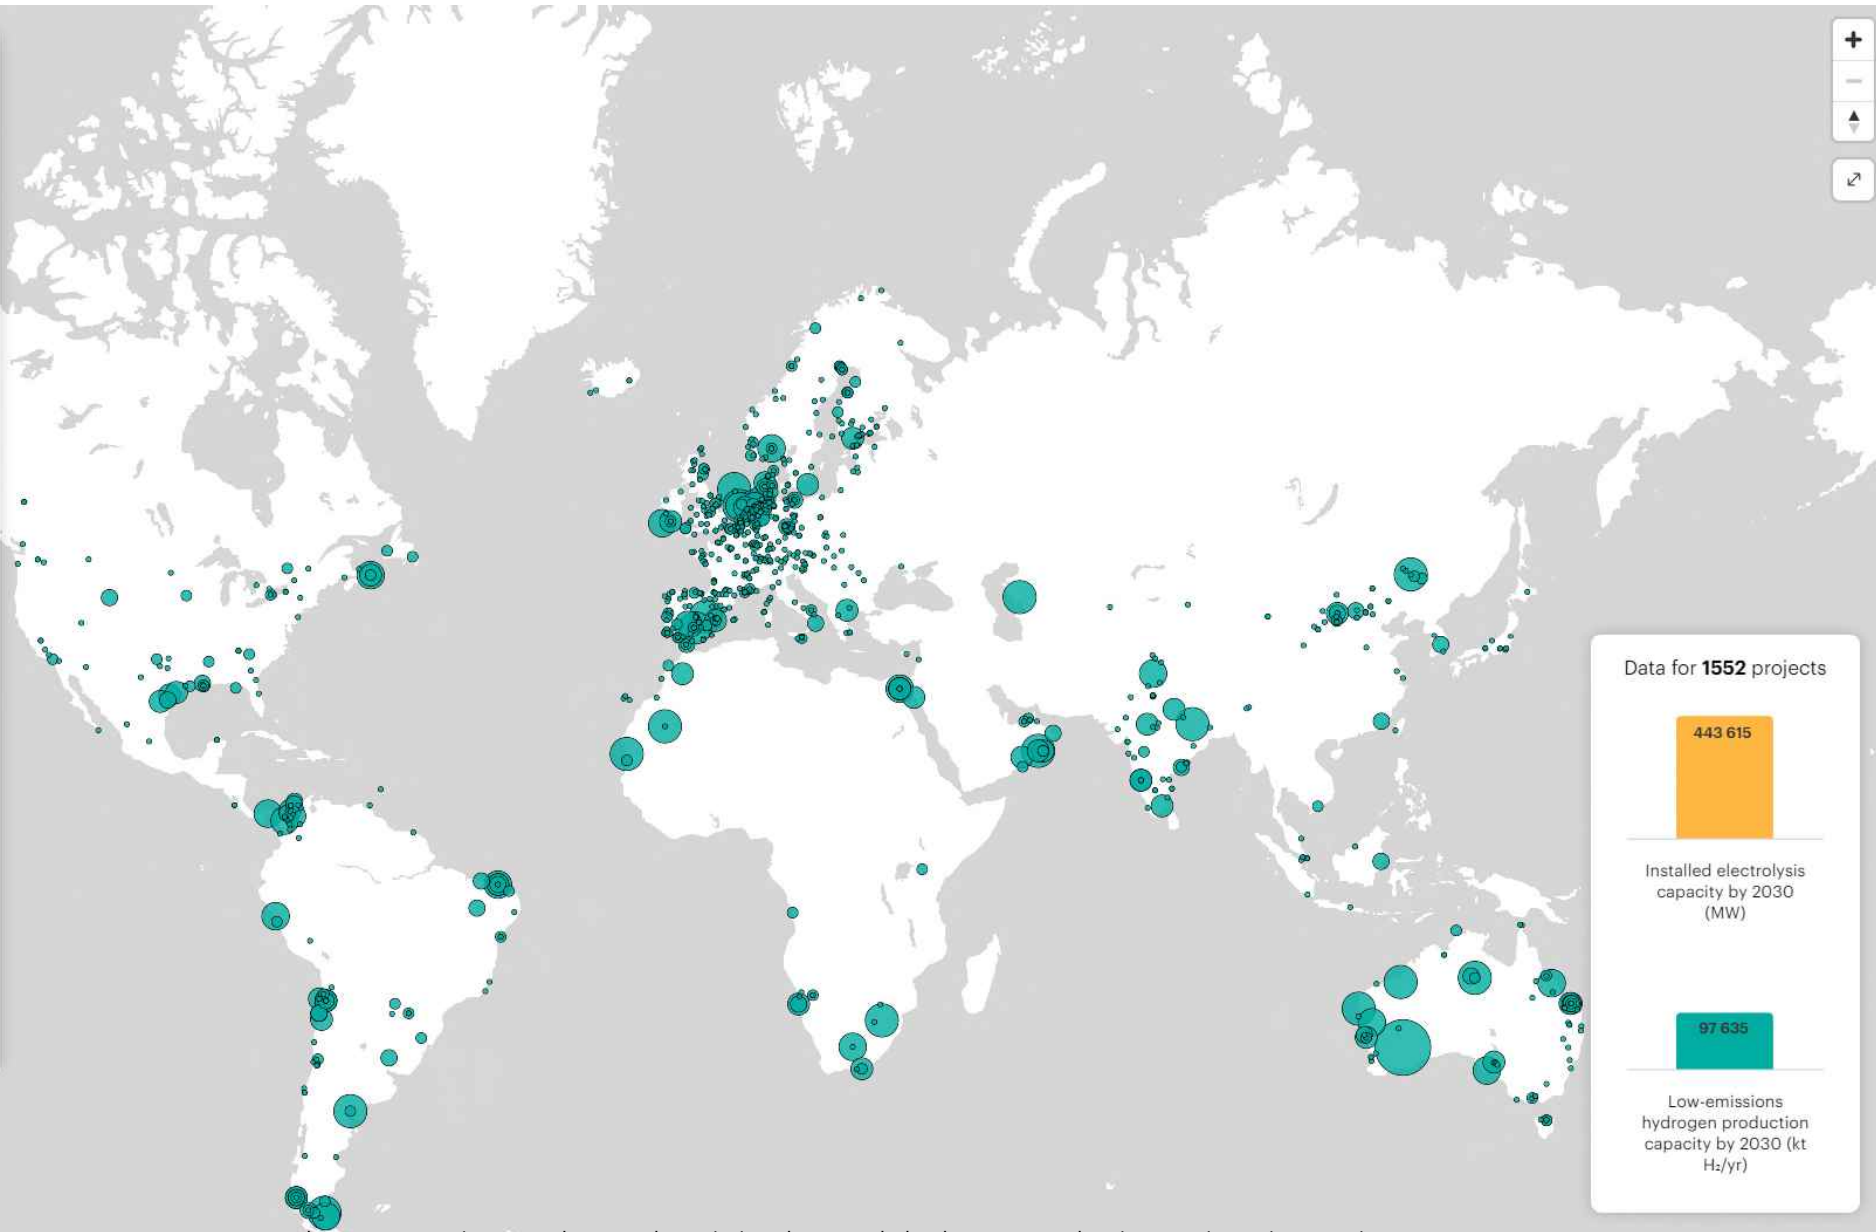 Data for 1552 projects
443 615
Installed electrolysis
capacity by 2030
(MW)
97 635
Low-emissions
hydrogen production
capacity by 2030 (kt
H₂/yr)